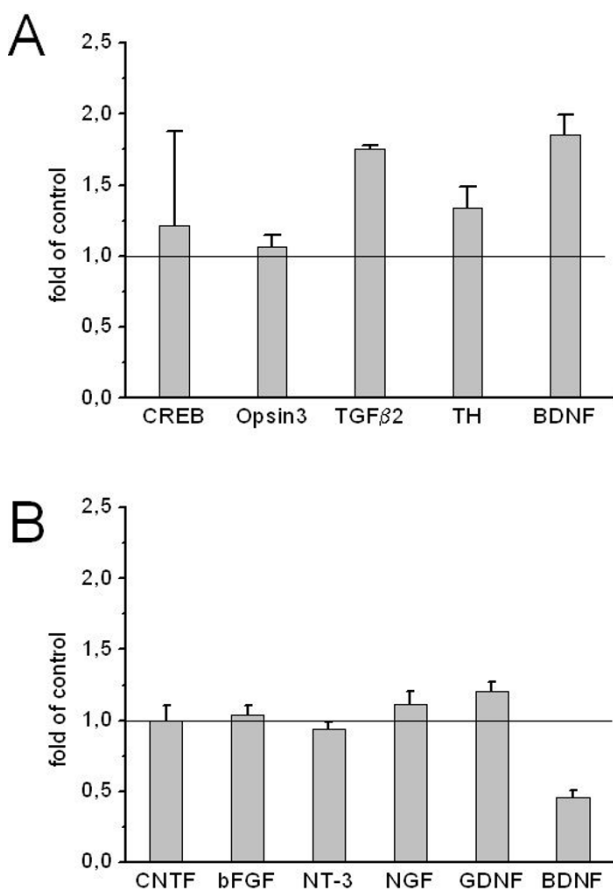 A
fold of control
2,5
2,0
1,5
1,0
0,5
0,0
CREB Opsin3 TGFβ2 TH BDNF
B
fold of control
2,5
2,0
1,5
1,0
0,5
0,0
CNTF bFGF NT-3 NGF GDNF BDNF